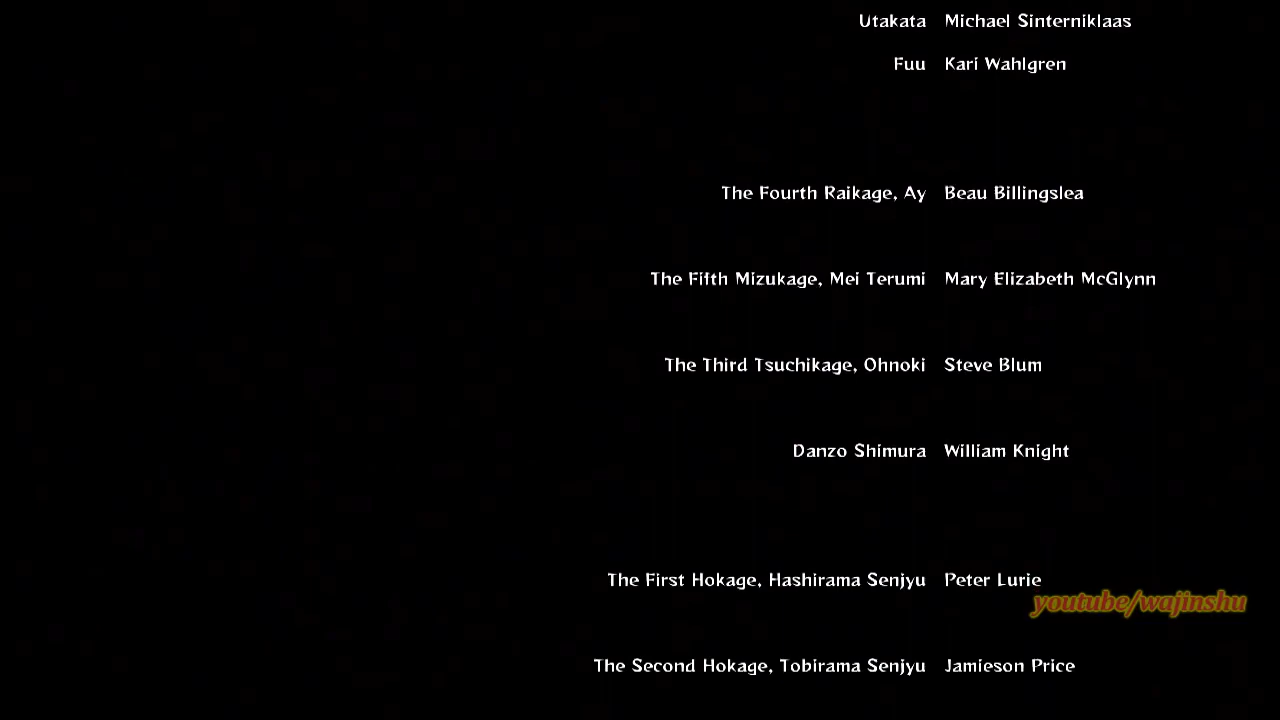 Utakata Michael Sinterniklaas
Fuu Kari Wahlgren
The Fourth Raikage, Ay Beau Billingslea
The Fifth Mizukage, Mei Terumi Mary Elizabeth McGlynn
The Third Tsuchikage, Ohnoki Steve Blum
Danzo Shimura William Knight
The First Hokage, Hashirama Senjyu Peter Lurie
youtube/wajinshu
The Second Hokage, Tobirama Senjyu Jamieson Price